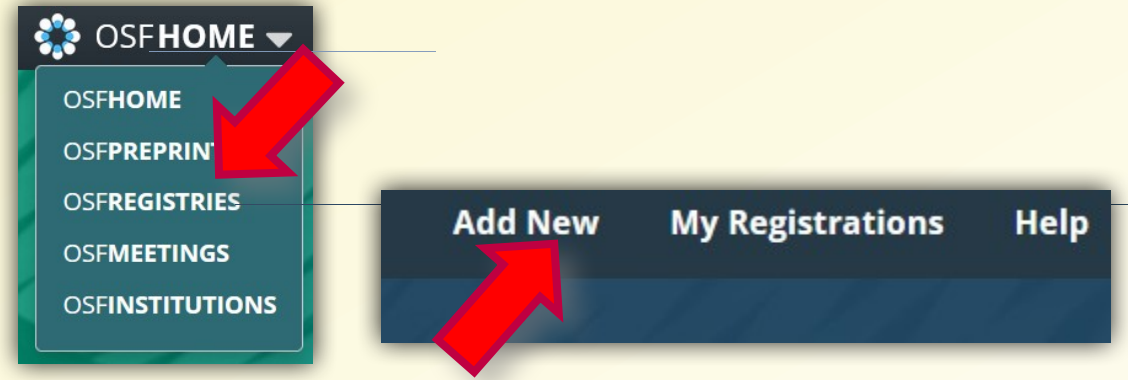 OSFHOME
OSFHOME
OSFPREPRINT
OSFREGISTRIES
OSFMEETINGS
OSFINSTITUTIONS
Add New My Registrations Help